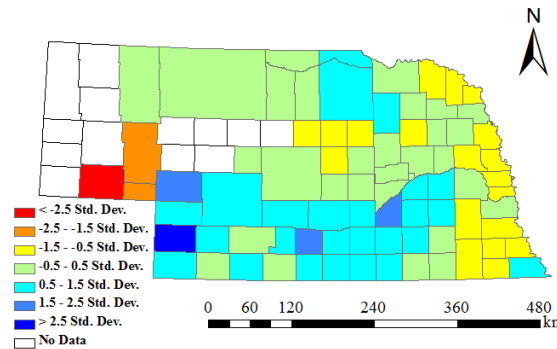 N
< -2.5 Std. Dev.
-2.5 - -1.5 Std. Dev.
-1.5 - -0.5 Std. Dev.
-0.5 - 0.5 Std. Dev.
0.5 - 1.5 Std. Dev.
1.5 - 2.5 Std. Dev.
> 2.5 Std. Dev.
No Data
0 60 120 240 360 480
km